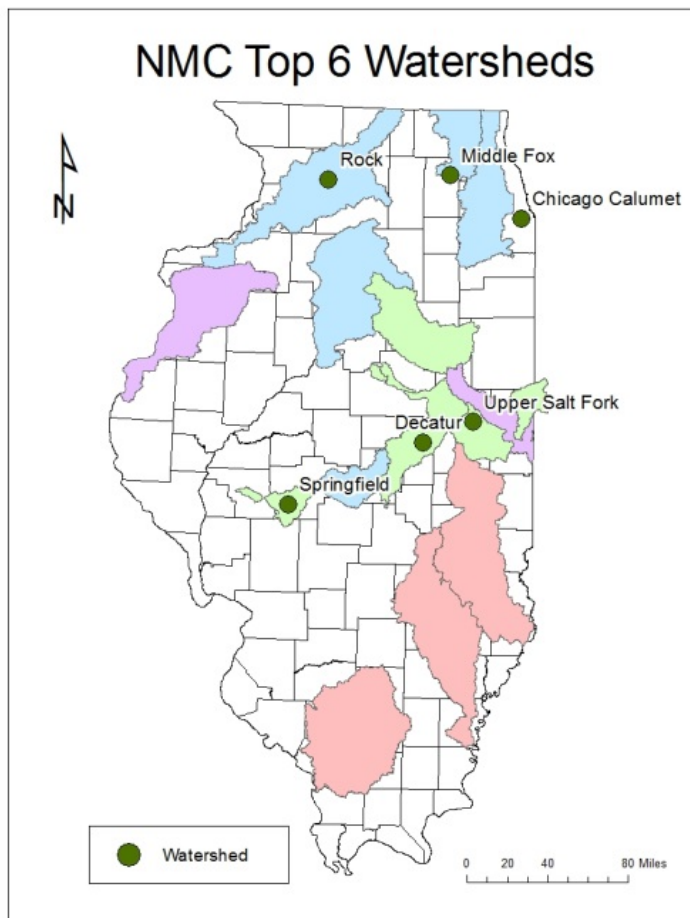 NMC Top 6 Watersheds
N
Rock
Middle Fox
Chicago Calumet
Upper Salt Fork
Decatur
Springfield
Watershed
0 20 40 80 Miles